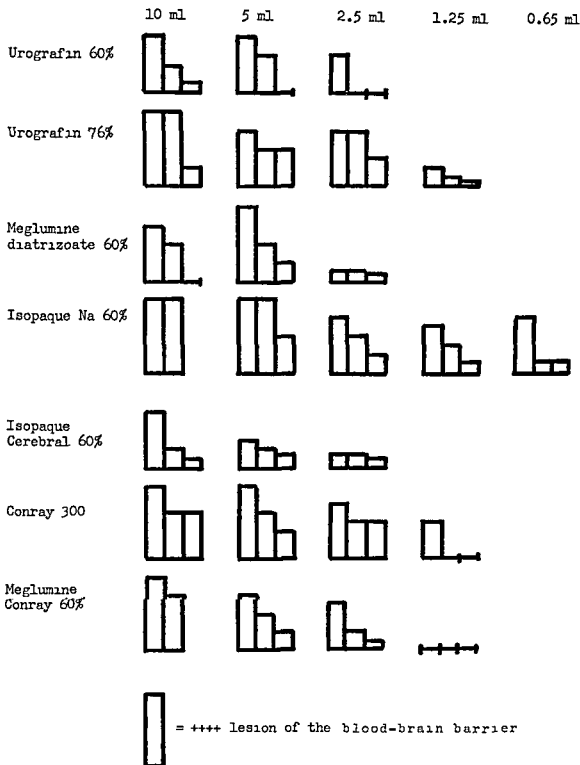 10 ml 5 ml 2.5 ml 1.25 ml 0.65 ml
Urografin 60%
Urografin 76%
Meglumine
diatrizoate 60%
Isopaque Na 60%
Isopaque
Cerebral 60%
Conray 300
Meglumine
Conray 60%
= ++++ lesion of the blood-brain barrier